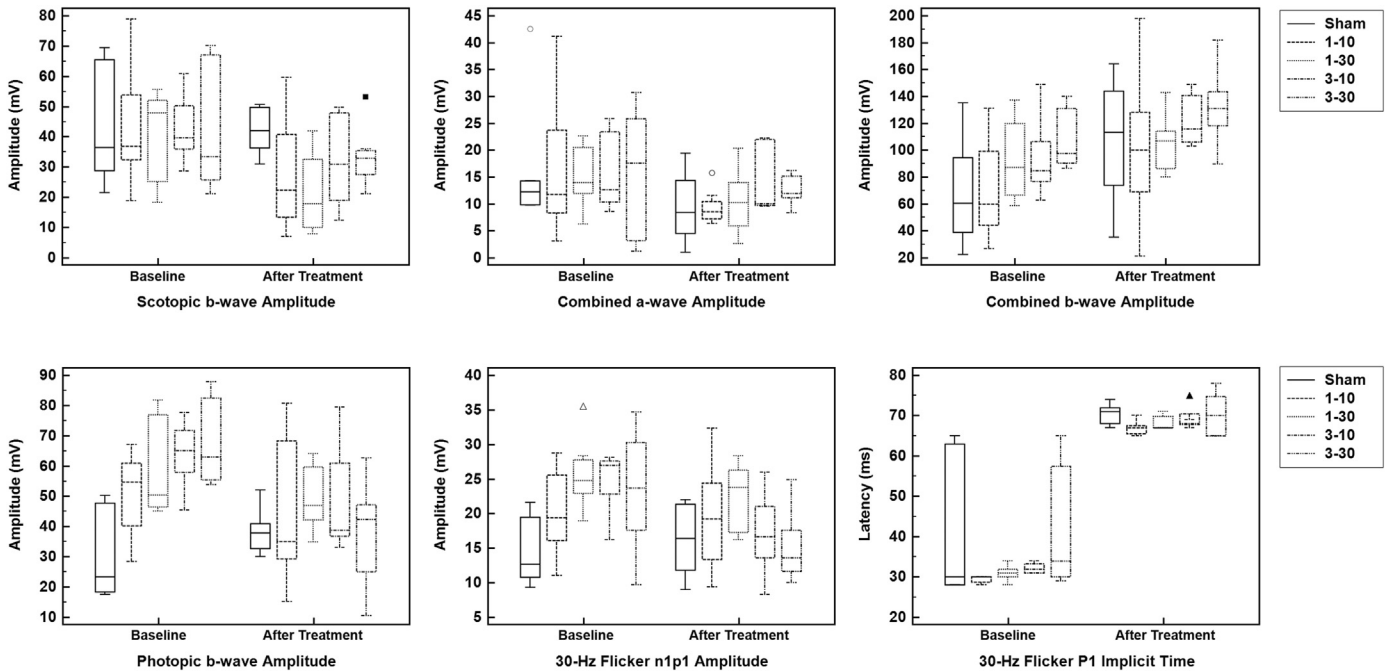 80
70
60
50
40
30
20
10
0
Amplitude (mV)
Baseline
After Treatment
Scotopic b-wave Amplitude
45
40
35
30
25
20
15
10
5
0
Amplitude (mV)
Baseline
After Treatment
Combined a-wave Amplitude
200
180
160
140
120
100
80
60
40
20
Amplitude (mV)
Baseline
After Treatment
Combined b-wave Amplitude
Sham
1-10
1-30
3-10
3-30
90
80
70
60
50
40
30
20
10
Amplitude (mV)
Baseline
After Treatment
Photopic b-wave Amplitude
40
35
30
25
20
15
10
5
Amplitude (mV)
Baseline
After Treatment
30-Hz Flicker n1p1 Amplitude
80
70
60
50
40
30
20
Latency (ms)
Baseline
After Treatment
30-Hz Flicker P1 Implicit Time
Sham
1-10
1-30
3-10
3-30